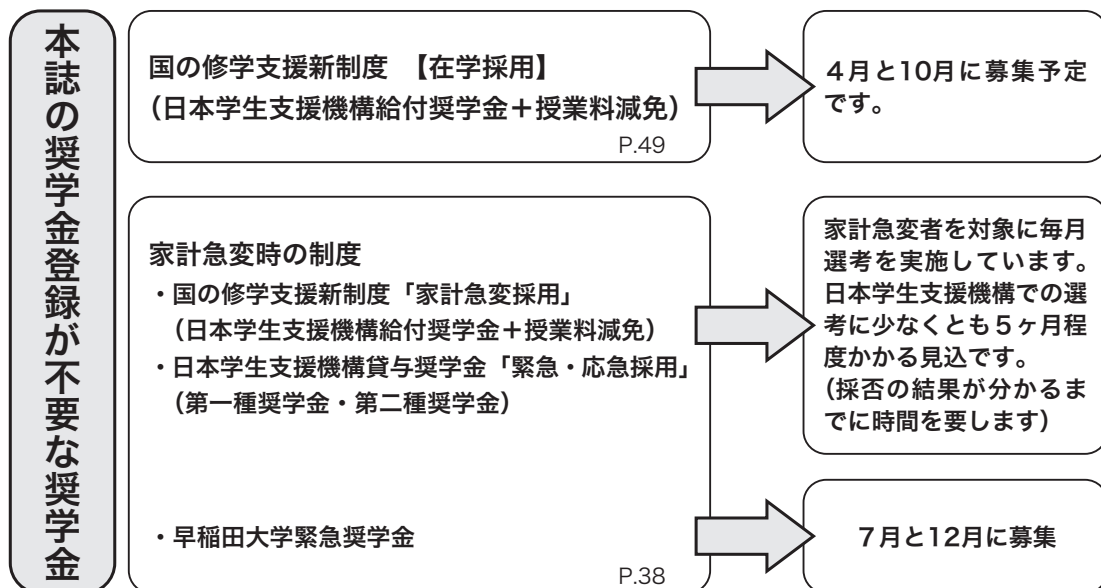 本誌の奨学金登録が不要な奨学金
国の修学支援新制度 【在学採用】
（日本学生支援機構給付奨学金＋授業料減免）
P.49
４月と10月に募集予定
です。
家計急変時の制度
・国の修学支援新制度「家計急変採用」
（日本学生支援機構給付奨学金＋授業料減免）
・日本学生支援機構貸与奨学金「緊急・応急採用」
（第一種奨学金・第二種奨学金）
家計急変者を対象に毎月
選考を実施しています。
日本学生支援機構での選
考に少なくとも５ヶ月程
度かかる見込です。
（採否の結果が分かるま
でに時間を要します）
・早稲田大学緊急奨学金
P.38
７月と12月に募集